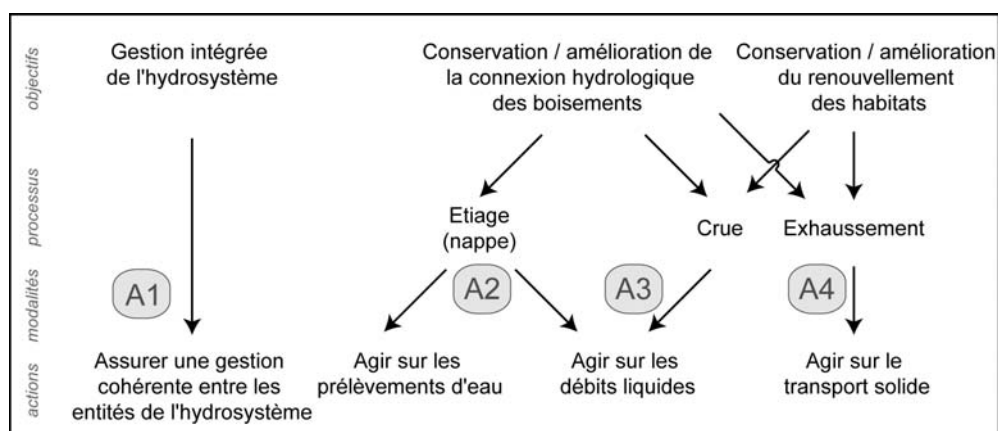 objectifs
Gestion intégrée
de l'hydrosystème
Conservation / amélioration de
la connexion hydrologique
des boisements
Conservation / amélioration
du renouvellement
des habitats
processus
Etiage
(nappe)
Crue
Exhaussement
modalités
A1
A2
A3
A4
actions
Assurer une gestion
cohérente entre les
entités de l'hydrosystème
Agir sur les
prélèvements d'eau
Agir sur les
débits liquides
Agir sur le
transport solide